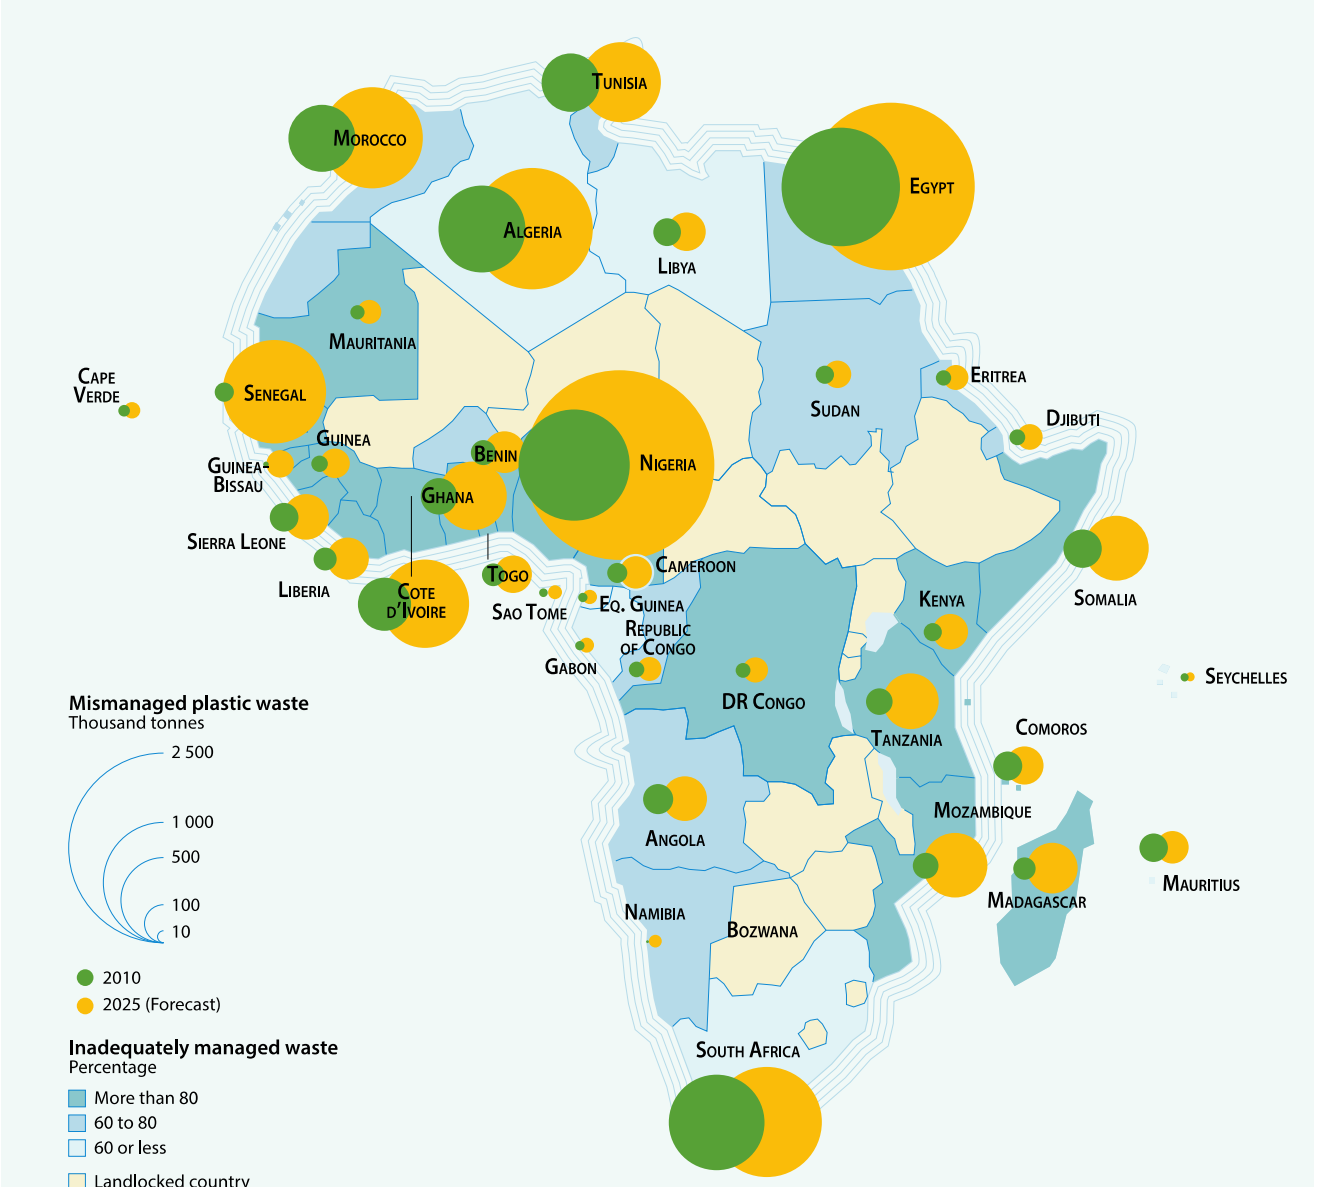 Tunisia
Morocco
Egypt
Algeria
Libya
Mauritania
Cape
Verde
Senegal
Sudan
Eritrea
Djibuti
Guinea
Guinea-
Bissau
Benin
Nigeria
Ghana
Sierra Leone
Liberia
Cote
d'Ivoire
Togo
Sao Tome
Cameroon
Eq. Guinea
Republic
of Congo
Gabon
Kenya
Somalia
Seychelles
DR Congo
Tanzania
Comoros
Mozambique
Angola
Madagascar
Mauritius
Namibia
Bozwana
South Africa
Mismanaged plastic waste
Thousand tonnes
2 500
1 000
500
100
10
2010
2025 (Forecast)
Inadequately managed waste
Percentage
More than 80
60 to 80
60 or less
Landlocked country